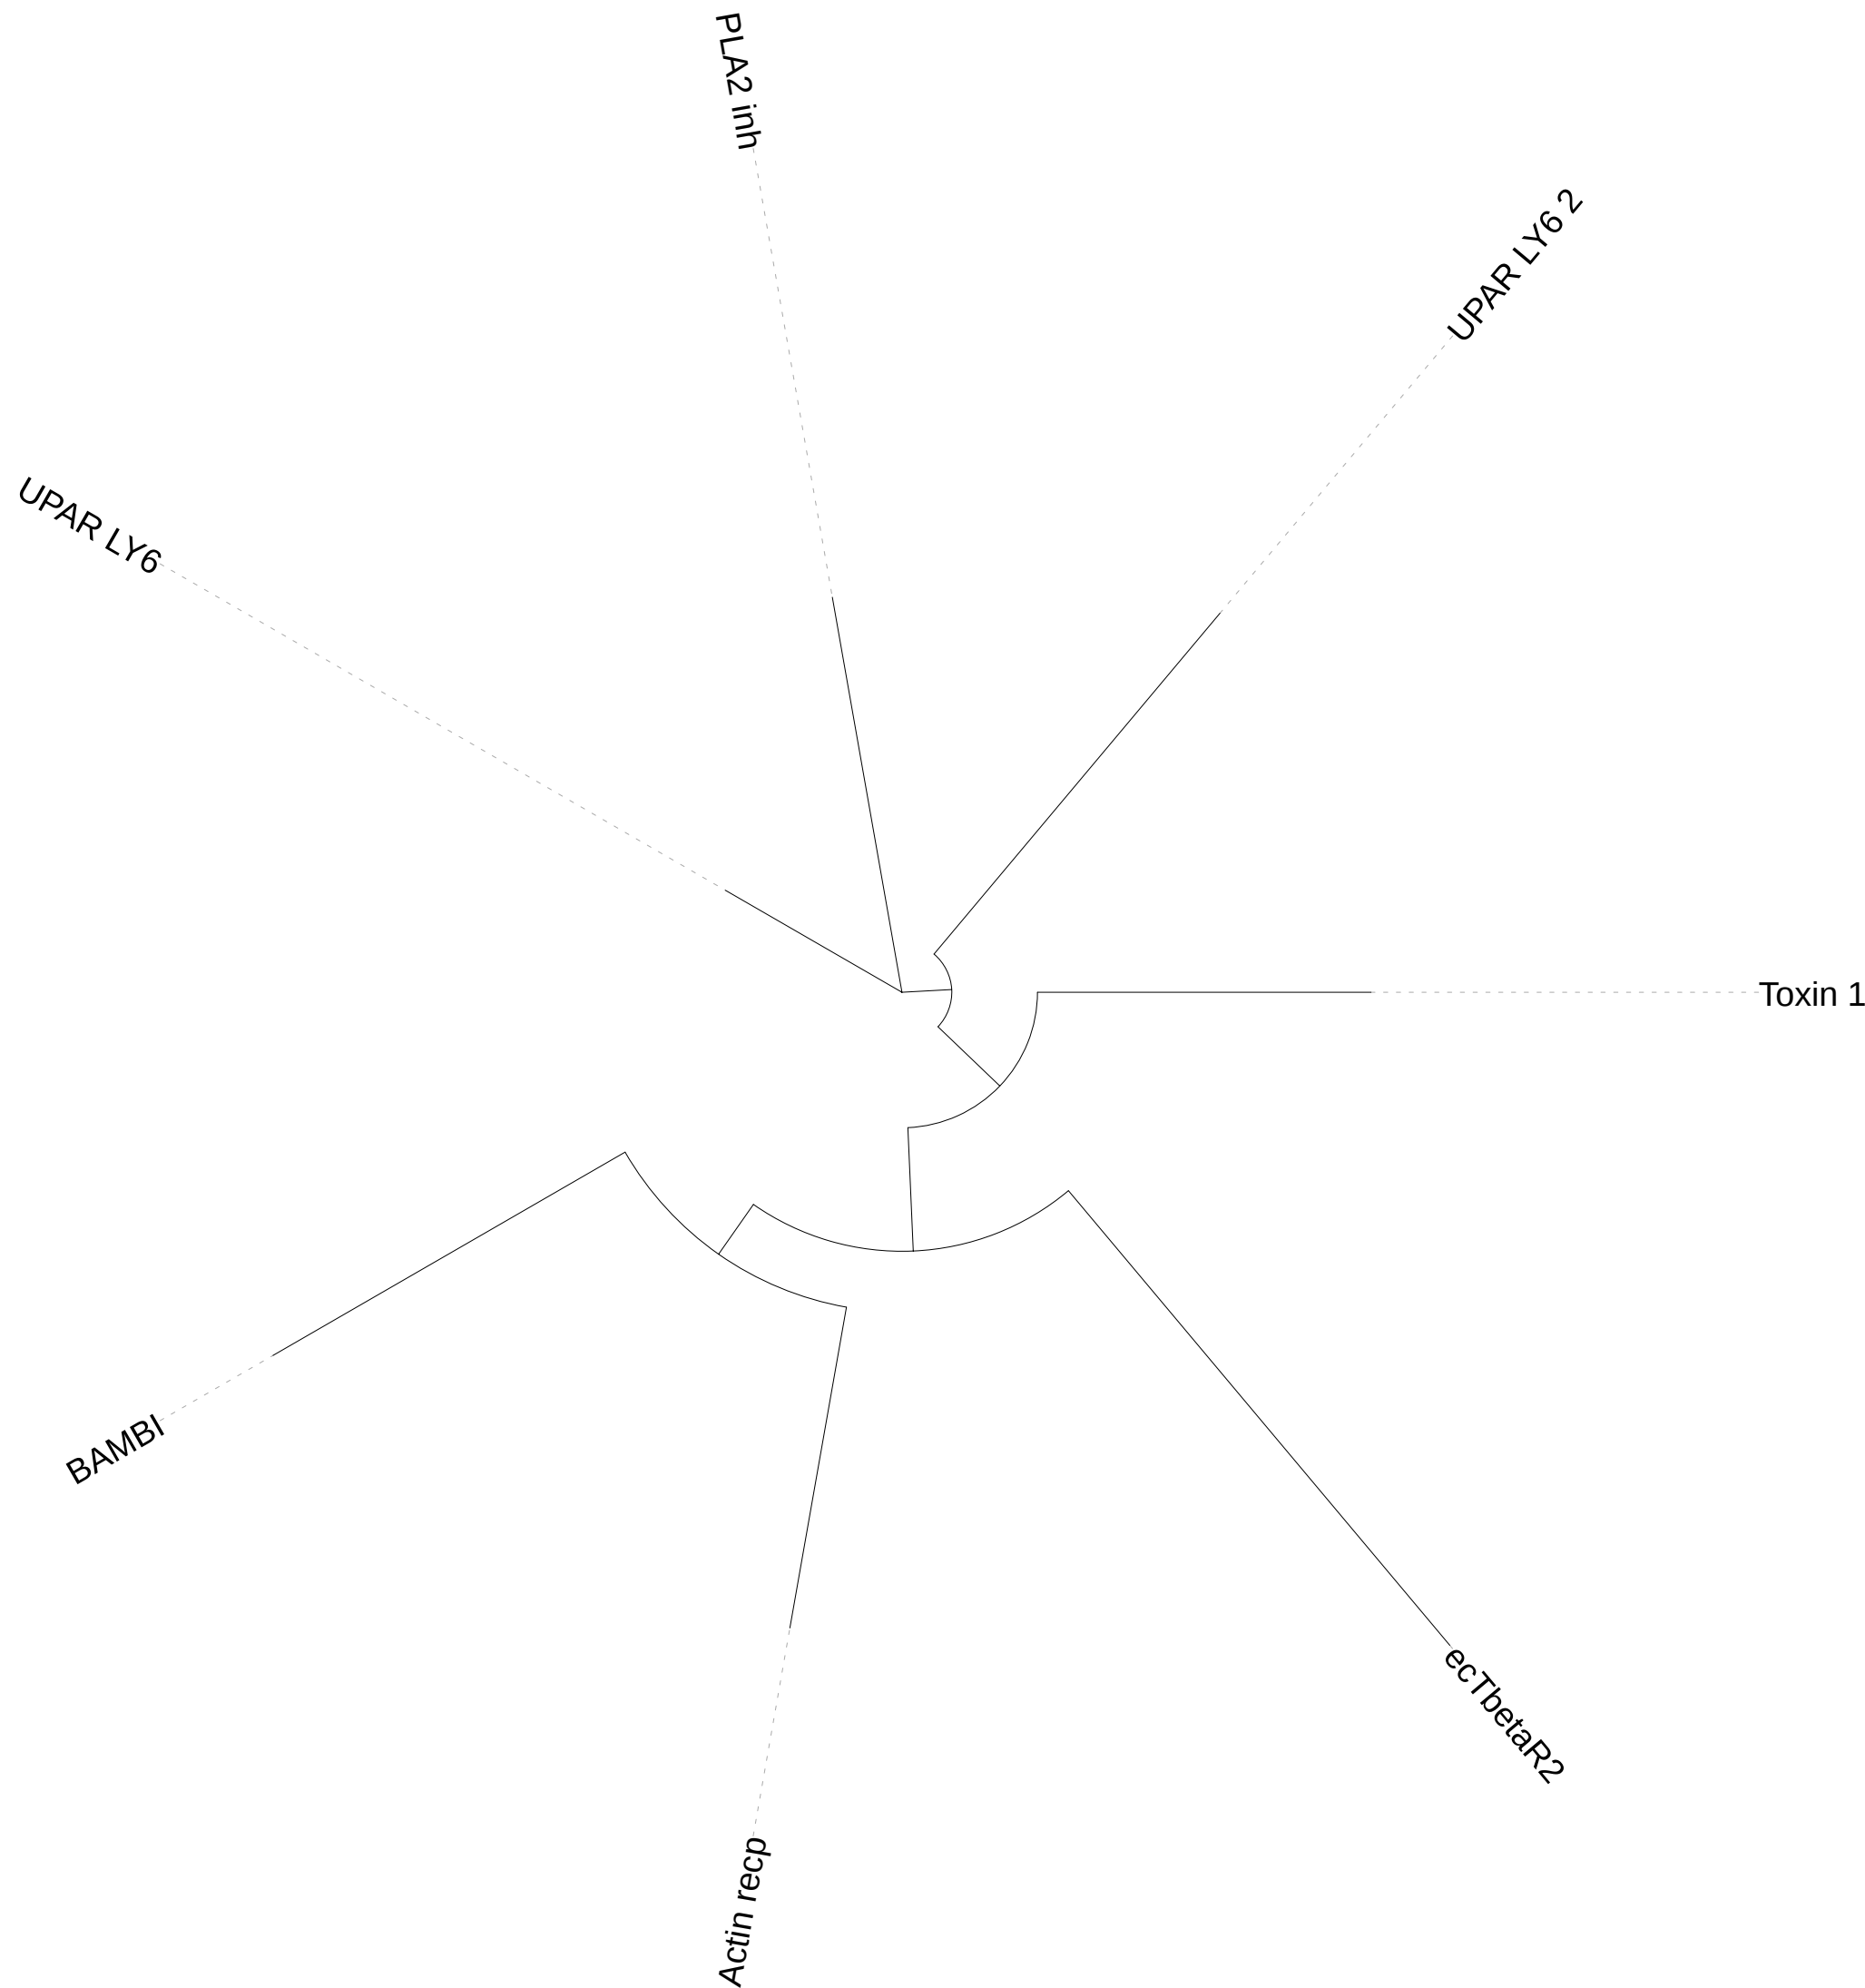 PLA2 inh
UPAR LY6 2
UPAR LY6
Toxin 1
BAMBI
ecTbetaR2
Actin recp